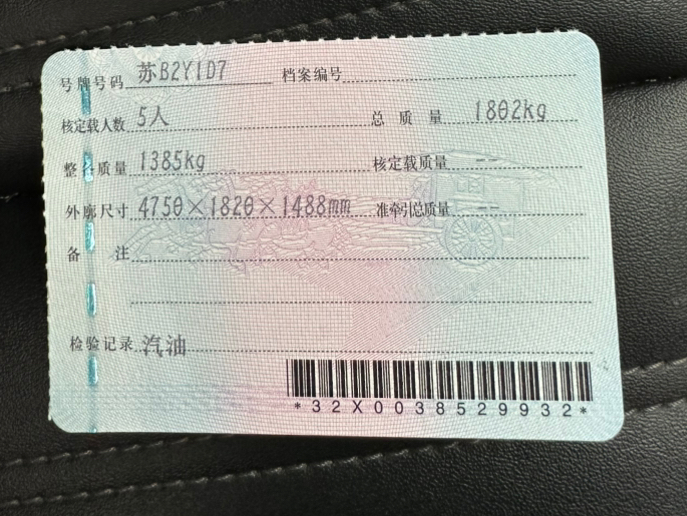 号牌号码 苏B2Y1D7 档案编号
核定载人数 5人 总质量 1802kg
整备质量 1385kg 核定载质量 --
外廓尺寸 4750×1820×1488mm 准牵引总质量 --
备注
检验记录 汽油
*32X0038529932*